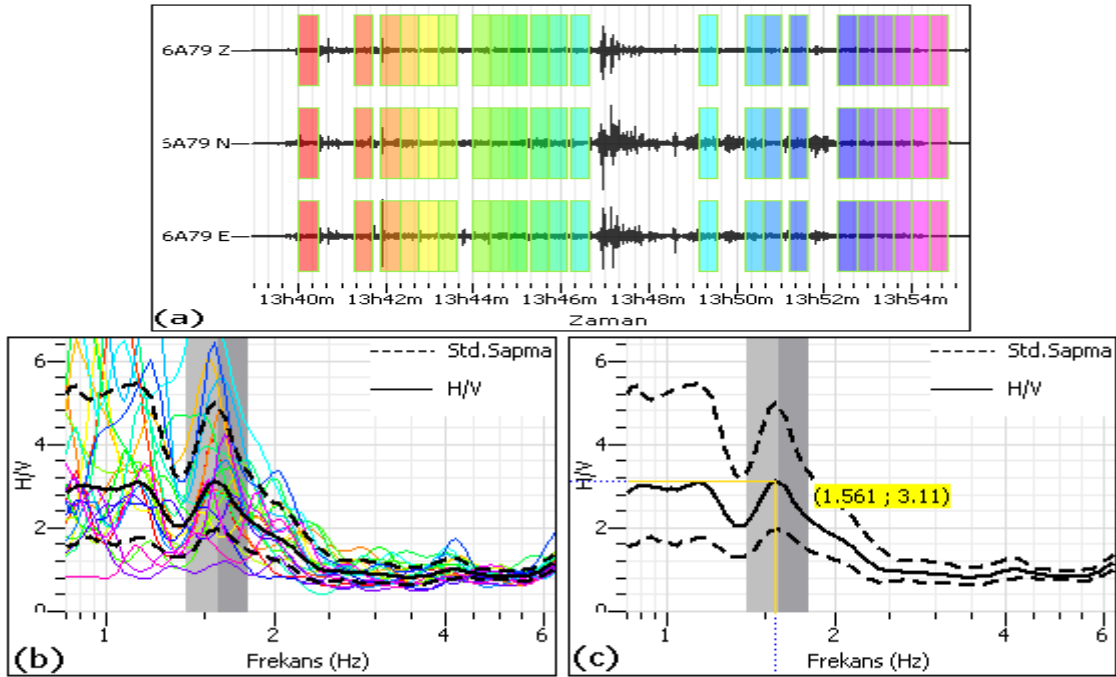 6A79 Z
6A79 N
6A79 E
13h40m 13h42m 13h44m 13h46m 13h48m 13h50m 13h52m 13h54m
Zaman
(a)
6
4
2
0
H/V
Std.Sapma
H/V
1 2 4 6
Frekans (Hz)
(b)
6
4
2
0
H/V
Std.Sapma
H/V
(1.561 ; 3.11)
1 2 4 6
Frekans (Hz)
(c)